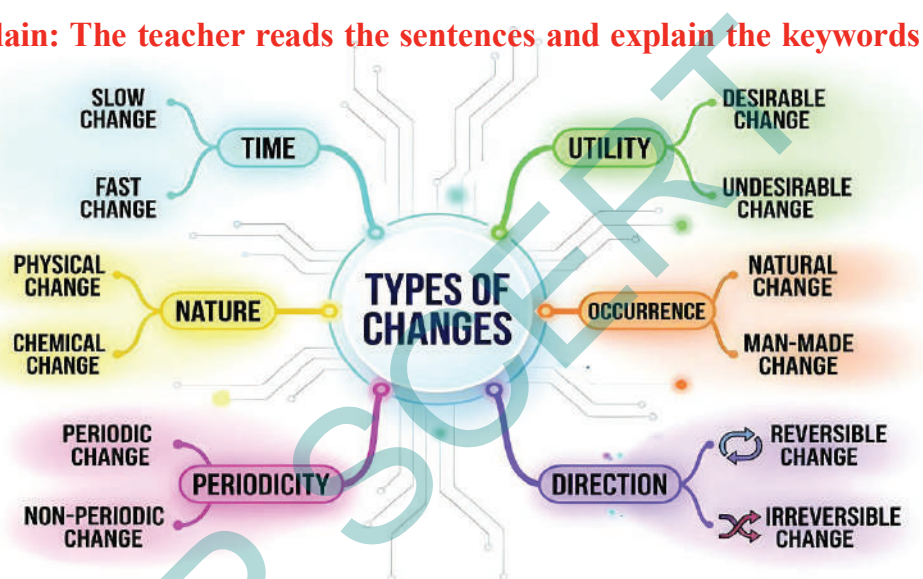 lain: The teacher reads the sentences and explain the keywords
SLOW
CHANGE
TIME
FAST
CHANGE
PHYSICAL
CHANGE
NATURE
CHEMICAL
CHANGE
PERIODIC
CHANGE
PERIODICITY
NON-PERIODIC
CHANGE
TYPES OF
CHANGES
DESIRABLE
CHANGE
UTILITY
UNDESIRABLE
CHANGE
NATURAL
CHANGE
OCCURRENCE
MAN-MADE
CHANGE
REVERSIBLE
CHANGE
DIRECTION
IRREVERSIBLE
CHANGE
P SCERT